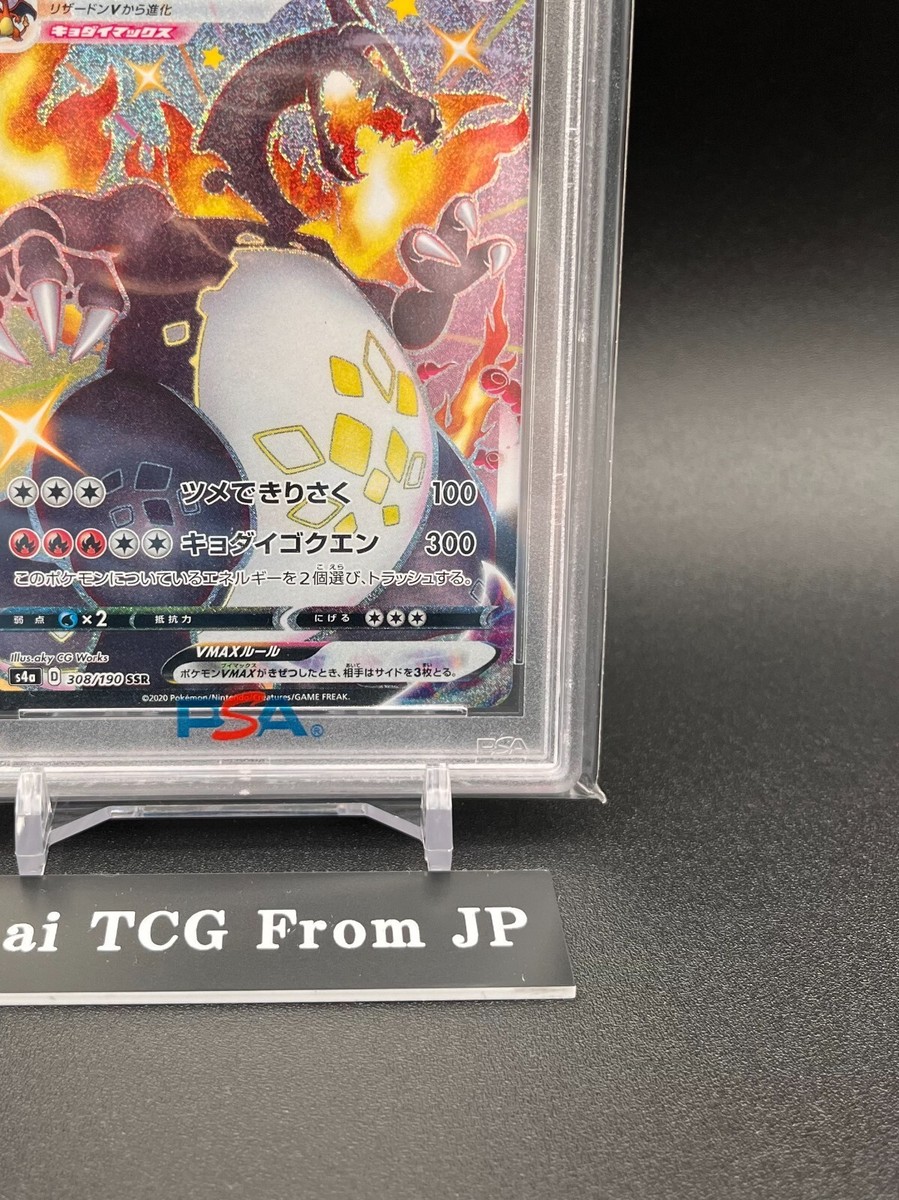 リザードンVから進化
キョダイマックス
ツメできりさく 100
キョダイゴクエン 300
このポケモンについているエネルギーを2個選び、トラッシュする。
弱点 ×2 抵抗力 にげる
VMAXルール
ポケモンVMAXがきぜつしたとき、相手はサイドを3枚とる。
Illus.aky CG Works
s4a D 308/190 SSR
©2020 Pokémon/Nintendo/Creatures/GAME FREAK.
PSA®
PSA
ai TCG From JP